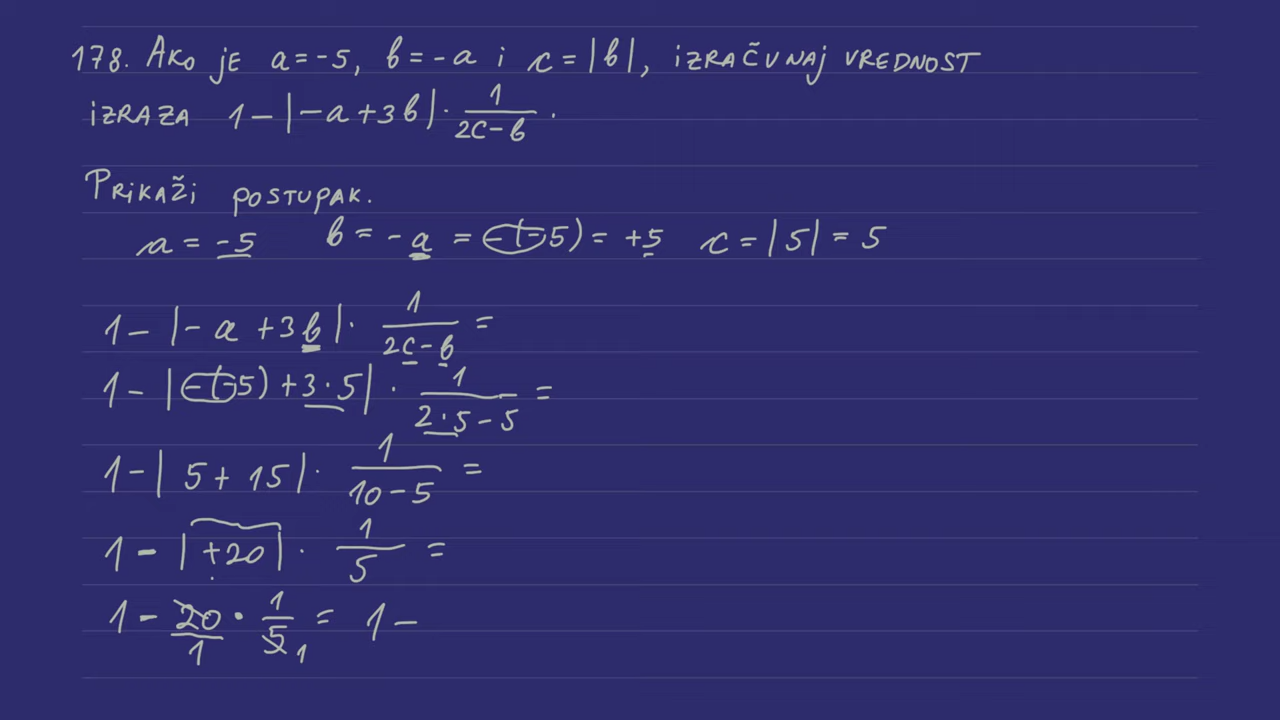 178. Ako je a = -5, b = -a i c = |b|, izračunaj vrednost
izraza 1 - |-a + 3b| · 1/(2c - b).
Prikaži postupak.
a = -5 b = -a = -(-5) = +5 c = |5| = 5
1 - |-a + 3b| · 1/(2c - b) =
1 - |-(-5) + 3 · 5| · 1/(2 · 5 - 5) =
1 - |5 + 15| · 1/(10 - 5) =
1 - |+20| · 1/5 =
1 - 20/1 · 1/5 1 = 1 -